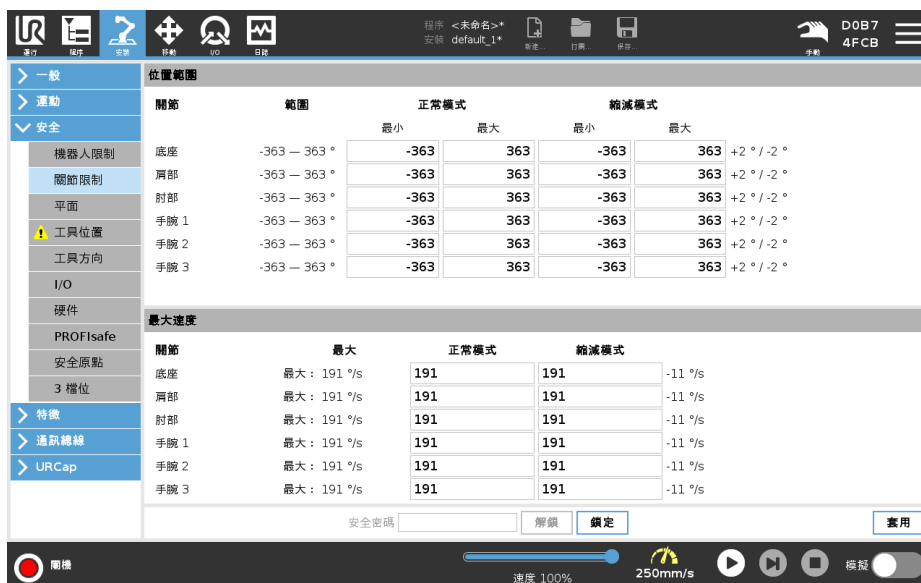 程序 <未命名>*
安裝 default_1*
D0B7
4FCB
運行 程序 安裝 移動 I/O 日誌 新建... 打開... 保存... 手動
一般
運動
安全
機器人限制
關節限制
平面
工具位置
工具方向
I/O
硬件
PROFIsafe
安全原點
3 檔位
特徵
通訊總線
URCap
位置範圍
關節 範圍 正常模式 縮減模式
最小 最大 最小 最大
底座 -363 — 363 ° -363 363 -363 363 +2 ° / -2 °
肩部 -363 — 363 ° -363 363 -363 363 +2 ° / -2 °
肘部 -363 — 363 ° -363 363 -363 363 +2 ° / -2 °
手腕 1 -363 — 363 ° -363 363 -363 363 +2 ° / -2 °
手腕 2 -363 — 363 ° -363 363 -363 363 +2 ° / -2 °
手腕 3 -363 — 363 ° -363 363 -363 363 +2 ° / -2 °
最大速度
關節 最大 正常模式 縮減模式
底座 最大： 191 °/s 191 191 -11 °/s
肩部 最大： 191 °/s 191 191 -11 °/s
肘部 最大： 191 °/s 191 191 -11 °/s
手腕 1 最大： 191 °/s 191 191 -11 °/s
手腕 2 最大： 191 °/s 191 191 -11 °/s
手腕 3 最大： 191 °/s 191 191 -11 °/s
安全密碼 解鎖 鎖定 套用
關機
速度 100%
250mm/s
模擬